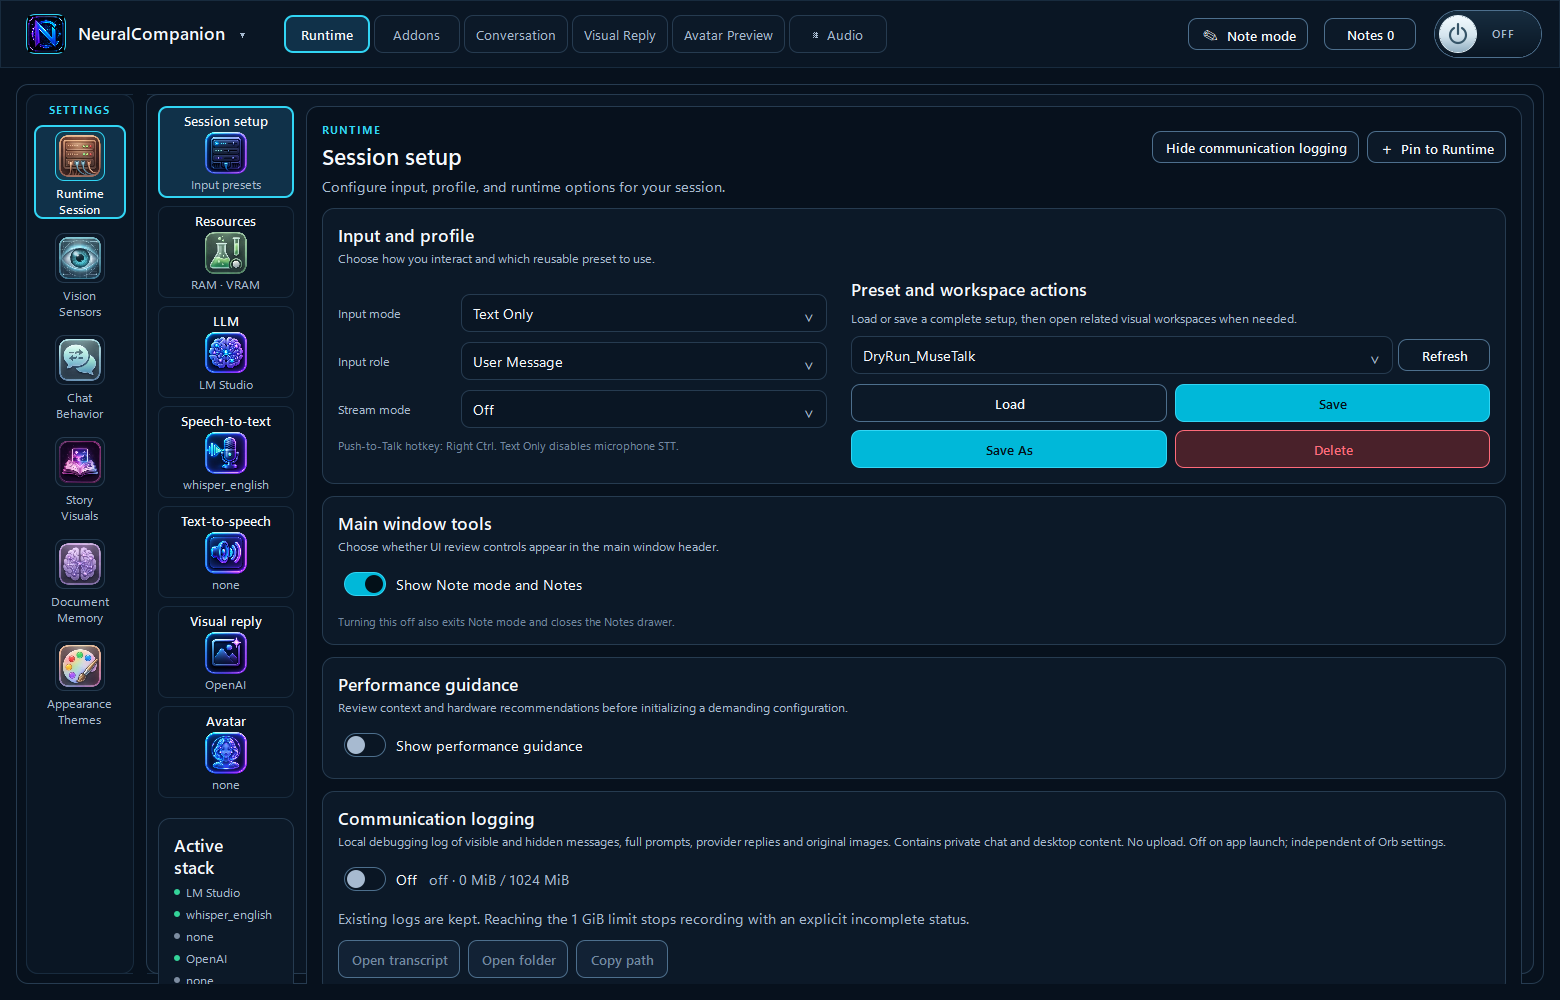 NeuralCompanion
Runtime
Addons
Conversation
Visual Reply
Avatar Preview
Audio
Note mode
Notes 0
OFF
SETTINGS
Runtime
Session
Vision
Sensors
Chat
Behavior
Story
Visuals
Document
Memory
Appearance
Themes
Session setup
Input presets
Resources
RAM · VRAM
LLM
LM Studio
Speech-to-text
whisper_english
Text-to-speech
none
Visual reply
OpenAI
Avatar
none
Active
stack
LM Studio
whisper_english
none
OpenAI
none
RUNTIME
Session setup
Configure input, profile, and runtime options for your session.
Hide communication logging
+ Pin to Runtime
Input and profile
Choose how you interact and which reusable preset to use.
Input mode
Text Only
Input role
User Message
Stream mode
Off
Push-to-Talk hotkey: Right Ctrl. Text Only disables microphone STT.
Preset and workspace actions
Load or save a complete setup, then open related visual workspaces when needed.
DryRun_MuseTalk
Refresh
Load
Save
Save As
Delete
Main window tools
Choose whether UI review controls appear in the main window header.
Show Note mode and Notes
Turning this off also exits Note mode and closes the Notes drawer.
Performance guidance
Review context and hardware recommendations before initializing a demanding configuration.
Show performance guidance
Communication logging
Local debugging log of visible and hidden messages, full prompts, provider replies and original images. Contains private chat and desktop content. No upload. Off on app launch; independent of Orb settings.
Off off · 0 MiB / 1024 MiB
Existing logs are kept. Reaching the 1 GiB limit stops recording with an explicit incomplete status.
Open transcript
Open folder
Copy path